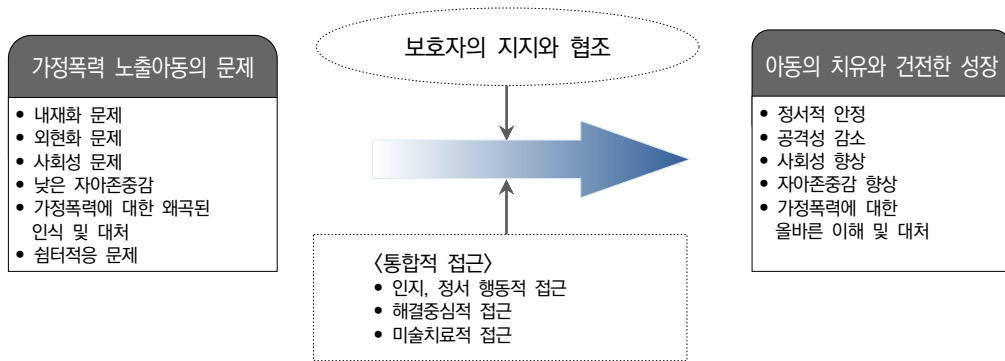 가정폭력 노출아동의 문제
• 내재화 문제
• 외현화 문제
• 사회성 문제
• 낮은 자아존중감
• 가정폭력에 대한 왜곡된
인식 및 대처
• 쉼터적응 문제
보호자의 지지와 협조
〈통합적 접근〉
• 인지, 정서 행동적 접근
• 해결중심적 접근
• 미술치료적 접근
아동의 치유와 건전한 성장
• 정서적 안정
• 공격성 감소
• 사회성 향상
• 자아존중감 향상
• 가정폭력에 대한
올바른 이해 및 대처